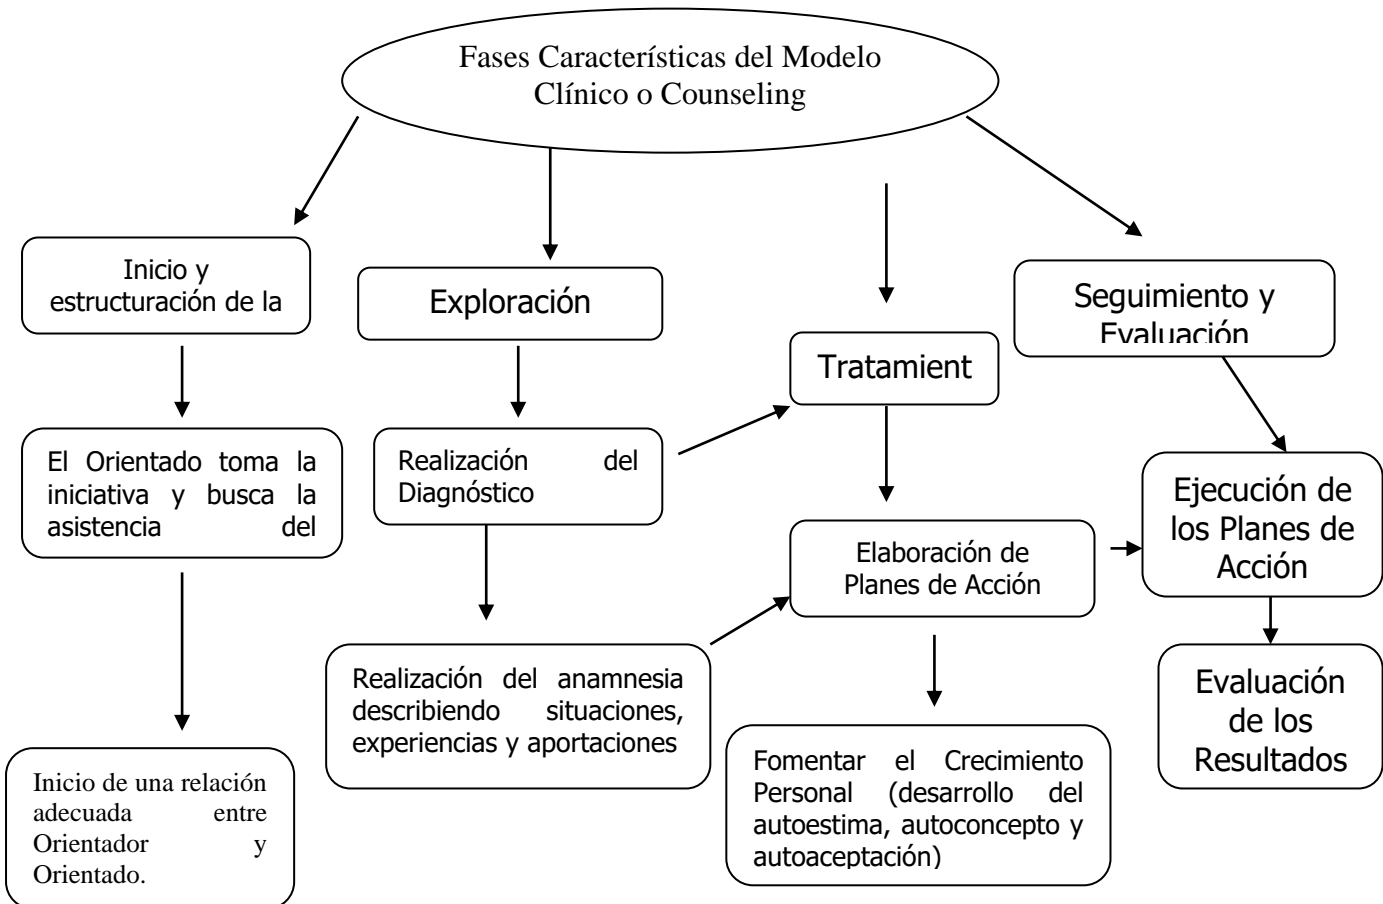 Fases Características del Modelo
Clínico o Counseling
Inicio y
estructuración de la
Exploración
Tratamient
Seguimiento y
Evaluación
El Orientado toma la
iniciativa y busca la
asistencia del
Realización del
Diagnóstico
Elaboración de
Planes de Acción
Ejecución de
los Planes de
Acción
Inicio de una relación
adecuada entre
Orientador y
Orientado.
Realización del anamnesia
describiendo situaciones,
experiencias y aportaciones
Fomentar el Crecimiento
Personal (desarrollo del
autoestima, autoconcepto y
autoaceptación)
Evaluación
de los
Resultados